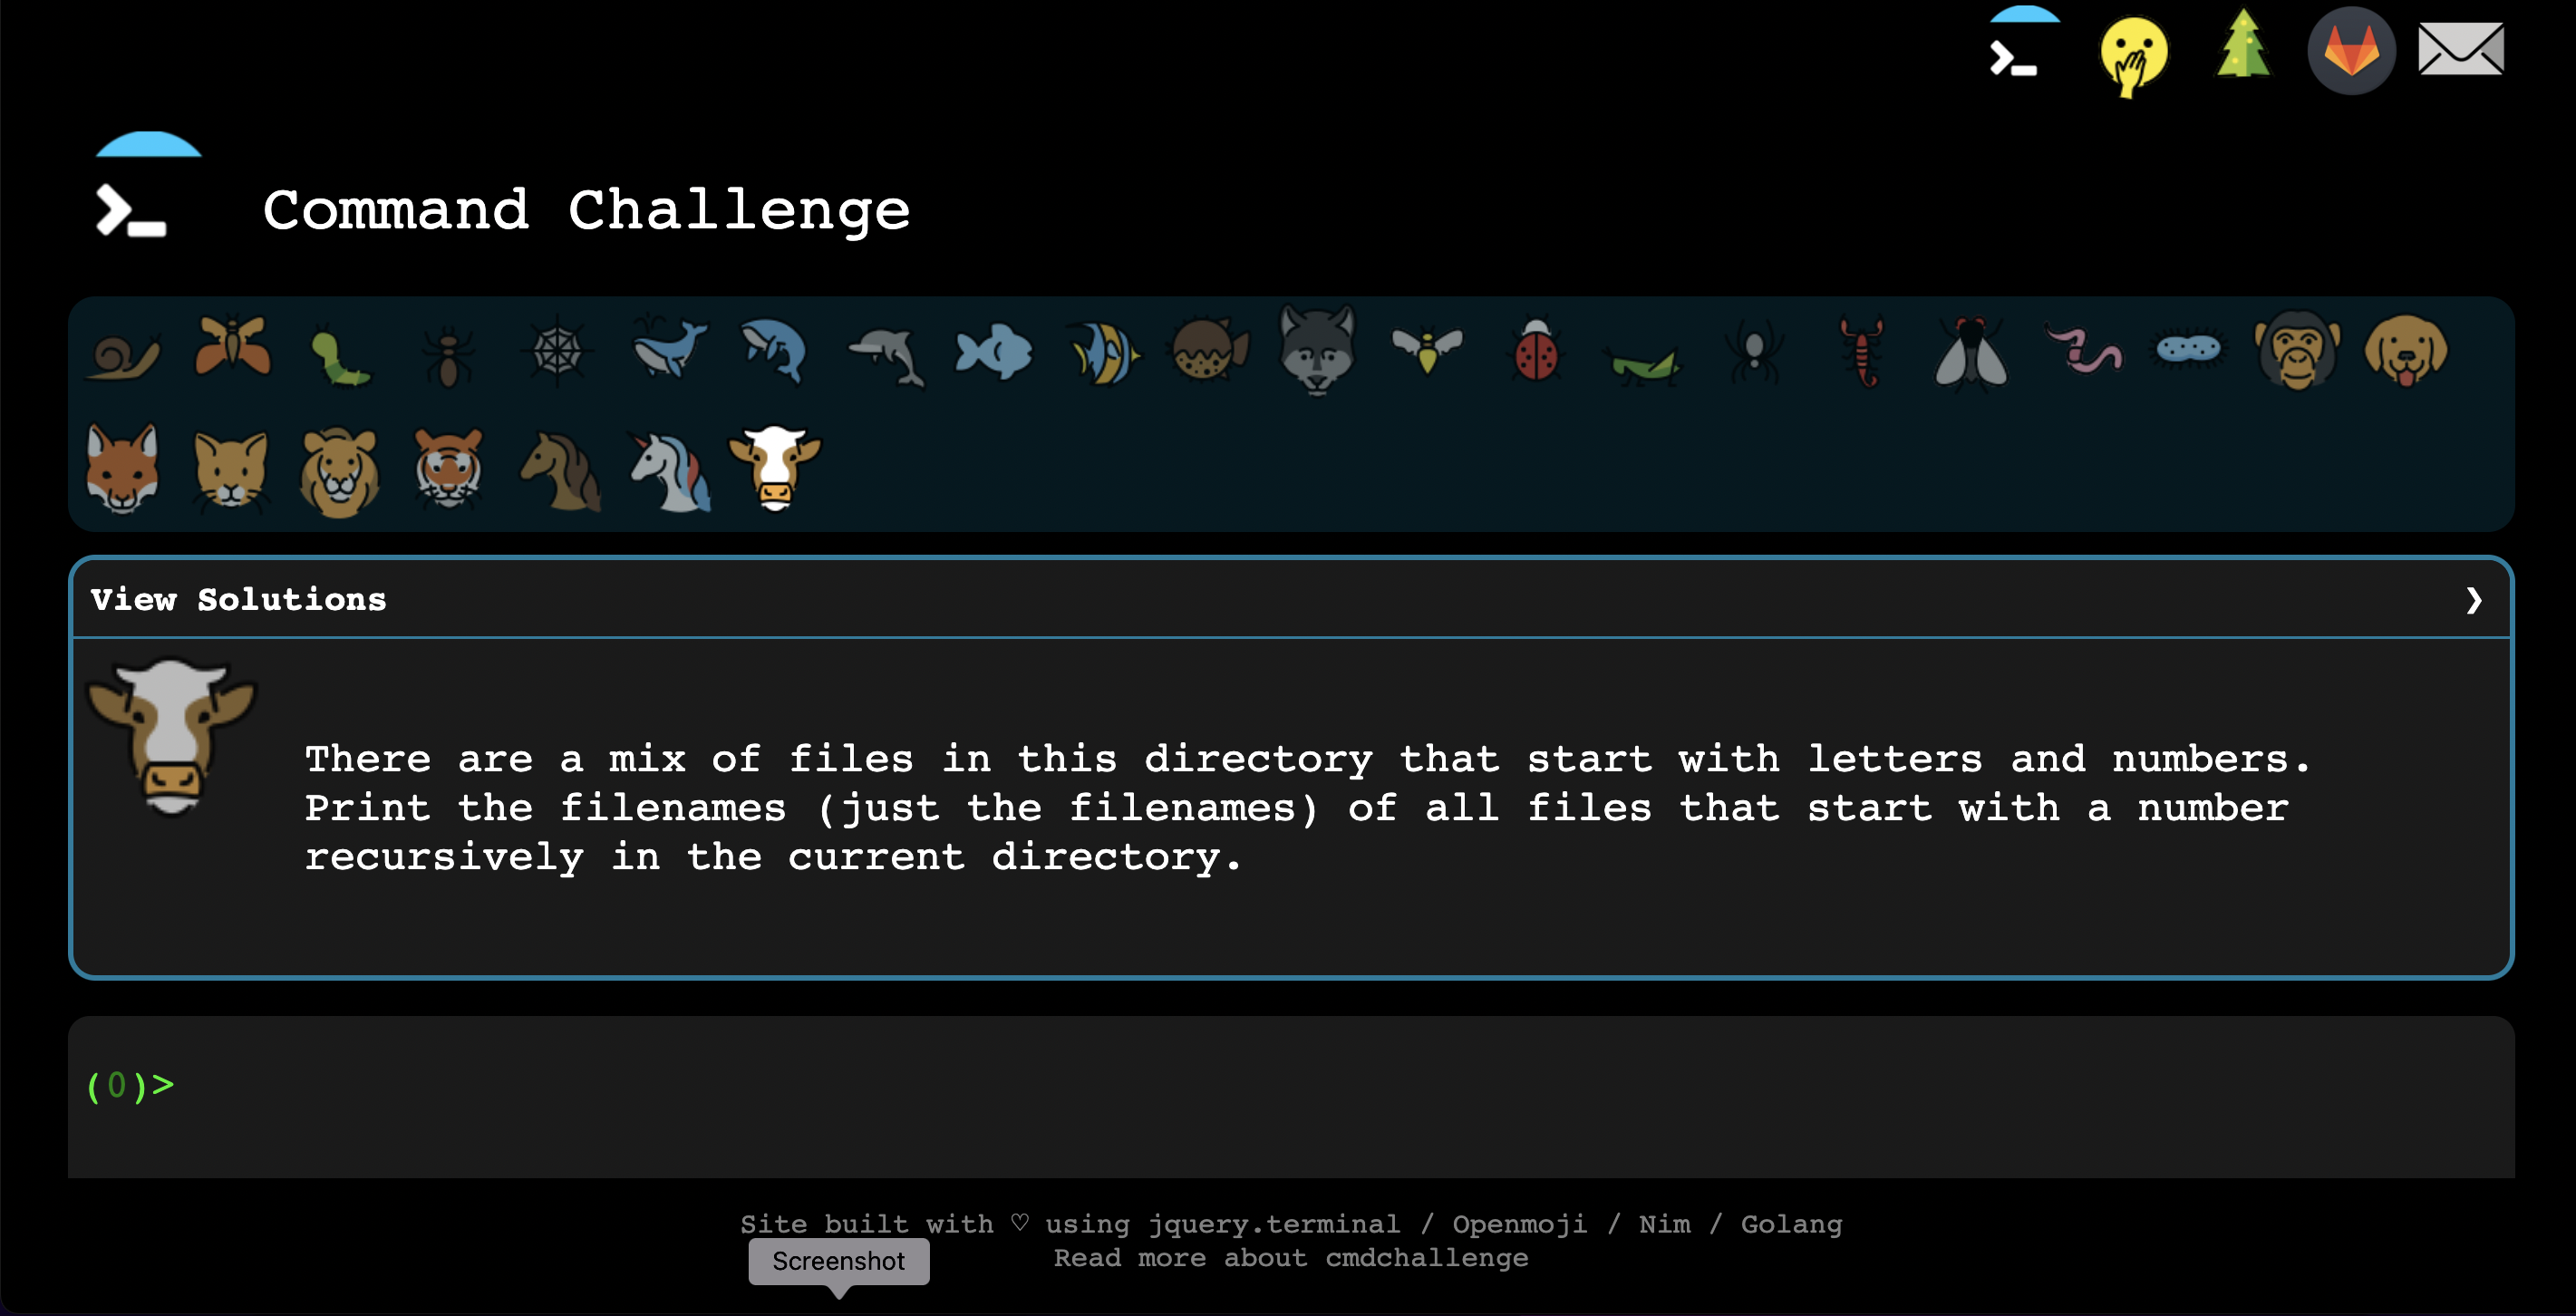 Command Challenge
View Solutions ❯
There are a mix of files in this directory that start with letters and numbers.
Print the filenames (just the filenames) of all files that start with a number
recursively in the current directory.
(0)>
Site built with ♡ using jquery.terminal / Openmoji / Nim / Golang
Read more about cmdchallenge
Screenshot